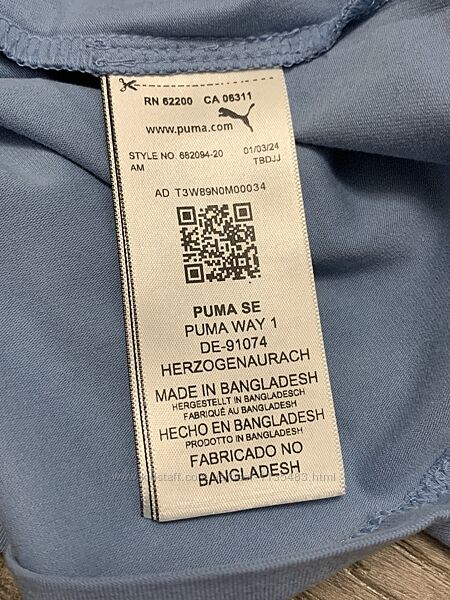 RN 62200 CA 06311
www.puma.com
STYLE NO. 682094-20 01/03/24
AM TBDJJ
AD T3W89N0M00034
PUMA SE
PUMA WAY 1
DE-91074
HERZOGENAURACH
MADE IN BANGLADESH
HERGESTELLT IN BANGLADESCH
FABRIQUÉ AU BANGLADESH
HECHO EN BANGLADESH
PRODOTTO IN BANGLADESH
FABRICADO NO
BANGLADESH